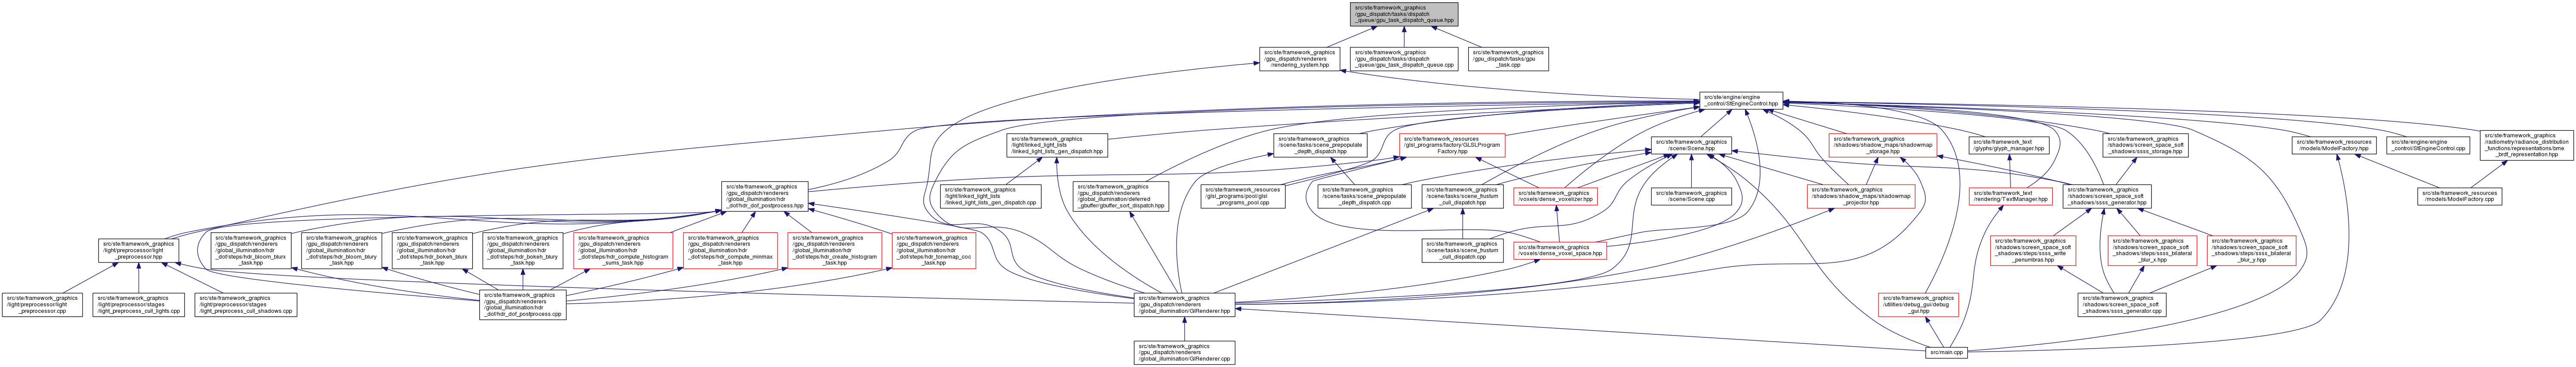 src/ste/framework_graphics
/gpu_dispatch/tasks/dispatch
_queue/gpu_task_dispatch_queue.hpp
src/ste/framework_graphics
/gpu_dispatch/renderers
/rendering_system.hpp
src/ste/framework_graphics
/gpu_dispatch/tasks/dispatch
_queue/gpu_task_dispatch_queue.cpp
src/ste/framework_graphics
/gpu_dispatch/tasks/gpu
_task.cpp
src/ste/engine/engine
_control/StEngineControl.hpp
src/ste/framework_graphics
/light/linked_light_lists
/linked_light_lists_gen_dispatch.hpp
src/ste/framework_graphics
/scene/tasks/scene_prepopulate
_depth_dispatch.hpp
src/ste/framework_resources
/glsl_programs/factory/GLSLProgram
Factory.hpp
src/ste/framework_graphics
/scene/Scene.hpp
src/ste/framework_graphics
/shadows/shadow_maps/shadowmap
_storage.hpp
src/ste/framework_text
/glyphs/glyph_manager.hpp
src/ste/framework_graphics
/shadows/screen_space_soft
_shadows/ssss_storage.hpp
src/ste/framework_resources
/models/ModelFactory.hpp
src/ste/engine/engine
_control/StEngineControl.cpp
src/ste/framework_graphics
/radiometry/radiance_distribution
_functions/representations/bme
_brdf_representation.hpp
src/ste/framework_graphics
/gpu_dispatch/renderers
/global_illumination/hdr
_dof/hdr_dof_postprocess.hpp
src/ste/framework_graphics
/light/linked_light_lists
/linked_light_lists_gen_dispatch.cpp
src/ste/framework_graphics
/gpu_dispatch/renderers
/global_illumination/deferred
_gbuffer/gbuffer_sort_dispatch.hpp
src/ste/framework_resources
/glsl_programs/pool/glsl
_programs_pool.cpp
src/ste/framework_graphics
/scene/tasks/scene_prepopulate
_depth_dispatch.cpp
src/ste/framework_graphics
/scene/tasks/scene_frustum
_cull_dispatch.hpp
src/ste/framework_graphics
/voxels/dense_voxelizer.hpp
src/ste/framework_graphics
/scene/Scene.cpp
src/ste/framework_graphics
/shadows/shadow_maps/shadowmap
_projector.hpp
src/ste/framework_text
/rendering/TextManager.hpp
src/ste/framework_graphics
/shadows/screen_space_soft
_shadows/ssss_generator.hpp
src/ste/framework_resources
/models/ModelFactory.cpp
src/ste/framework_graphics
/light/preprocessor/light
_preprocessor.hpp
src/ste/framework_graphics
/gpu_dispatch/renderers
/global_illumination/hdr
_dof/steps/hdr_bloom_blurx
_task.hpp
src/ste/framework_graphics
/gpu_dispatch/renderers
/global_illumination/hdr
_dof/steps/hdr_bloom_blury
_task.hpp
src/ste/framework_graphics
/gpu_dispatch/renderers
/global_illumination/hdr
_dof/steps/hdr_bokeh_blurx
_task.hpp
src/ste/framework_graphics
/gpu_dispatch/renderers
/global_illumination/hdr
_dof/steps/hdr_bokeh_blury
_task.hpp
src/ste/framework_graphics
/gpu_dispatch/renderers
/global_illumination/hdr
_dof/steps/hdr_compute_histogram
_sums_task.hpp
src/ste/framework_graphics
/gpu_dispatch/renderers
/global_illumination/hdr
_dof/steps/hdr_compute_minmax
_task.hpp
src/ste/framework_graphics
/gpu_dispatch/renderers
/global_illumination/hdr
_dof/steps/hdr_create_histogram
_task.hpp
src/ste/framework_graphics
/gpu_dispatch/renderers
/global_illumination/hdr
_dof/steps/hdr_tonemap_coc
_task.hpp
src/ste/framework_graphics
/scene/tasks/scene_frustum
_cull_dispatch.cpp
src/ste/framework_graphics
/voxels/dense_voxel_space.hpp
src/ste/framework_graphics
/shadows/screen_space_soft
_shadows/steps/ssss_write
_penumbras.hpp
src/ste/framework_graphics
/shadows/screen_space_soft
_shadows/steps/ssss_bilateral
_blur_x.hpp
src/ste/framework_graphics
/shadows/screen_space_soft
_shadows/steps/ssss_bilateral
_blur_y.hpp
src/ste/framework_graphics
/light/preprocessor/light
_preprocessor.cpp
src/ste/framework_graphics
/light/preprocessor/stages
/light_preprocess_cull_lights.cpp
src/ste/framework_graphics
/light/preprocessor/stages
/light_preprocess_cull_shadows.cpp
src/ste/framework_graphics
/gpu_dispatch/renderers
/global_illumination/hdr
_dof/hdr_dof_postprocess.cpp
src/ste/framework_graphics
/gpu_dispatch/renderers
/global_illumination/GIRenderer.hpp
src/ste/framework_graphics
/utilities/debug_gui/debug
_gui.hpp
src/ste/framework_graphics
/shadows/screen_space_soft
_shadows/ssss_generator.cpp
src/ste/framework_graphics
/gpu_dispatch/renderers
/global_illumination/GIRenderer.cpp
src/main.cpp